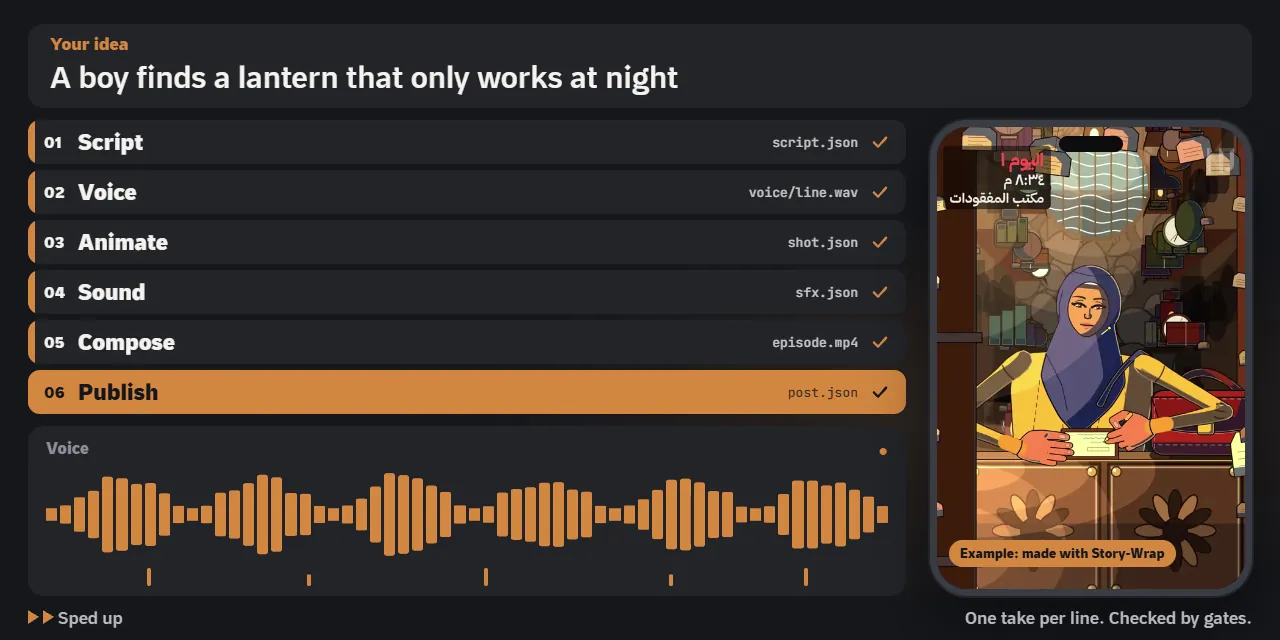 Your idea
A boy finds a lantern that only works at night
01 Script script.json
02 Voice voice/line.wav
03 Animate shot.json
04 Sound sfx.json
05 Compose episode.mp4
06 Publish post.json
Voice
اليوم ١
٨:٣٤ م
مكتب المفقودات
Example: made with Story-Wrap
Sped up
One take per line. Checked by gates.